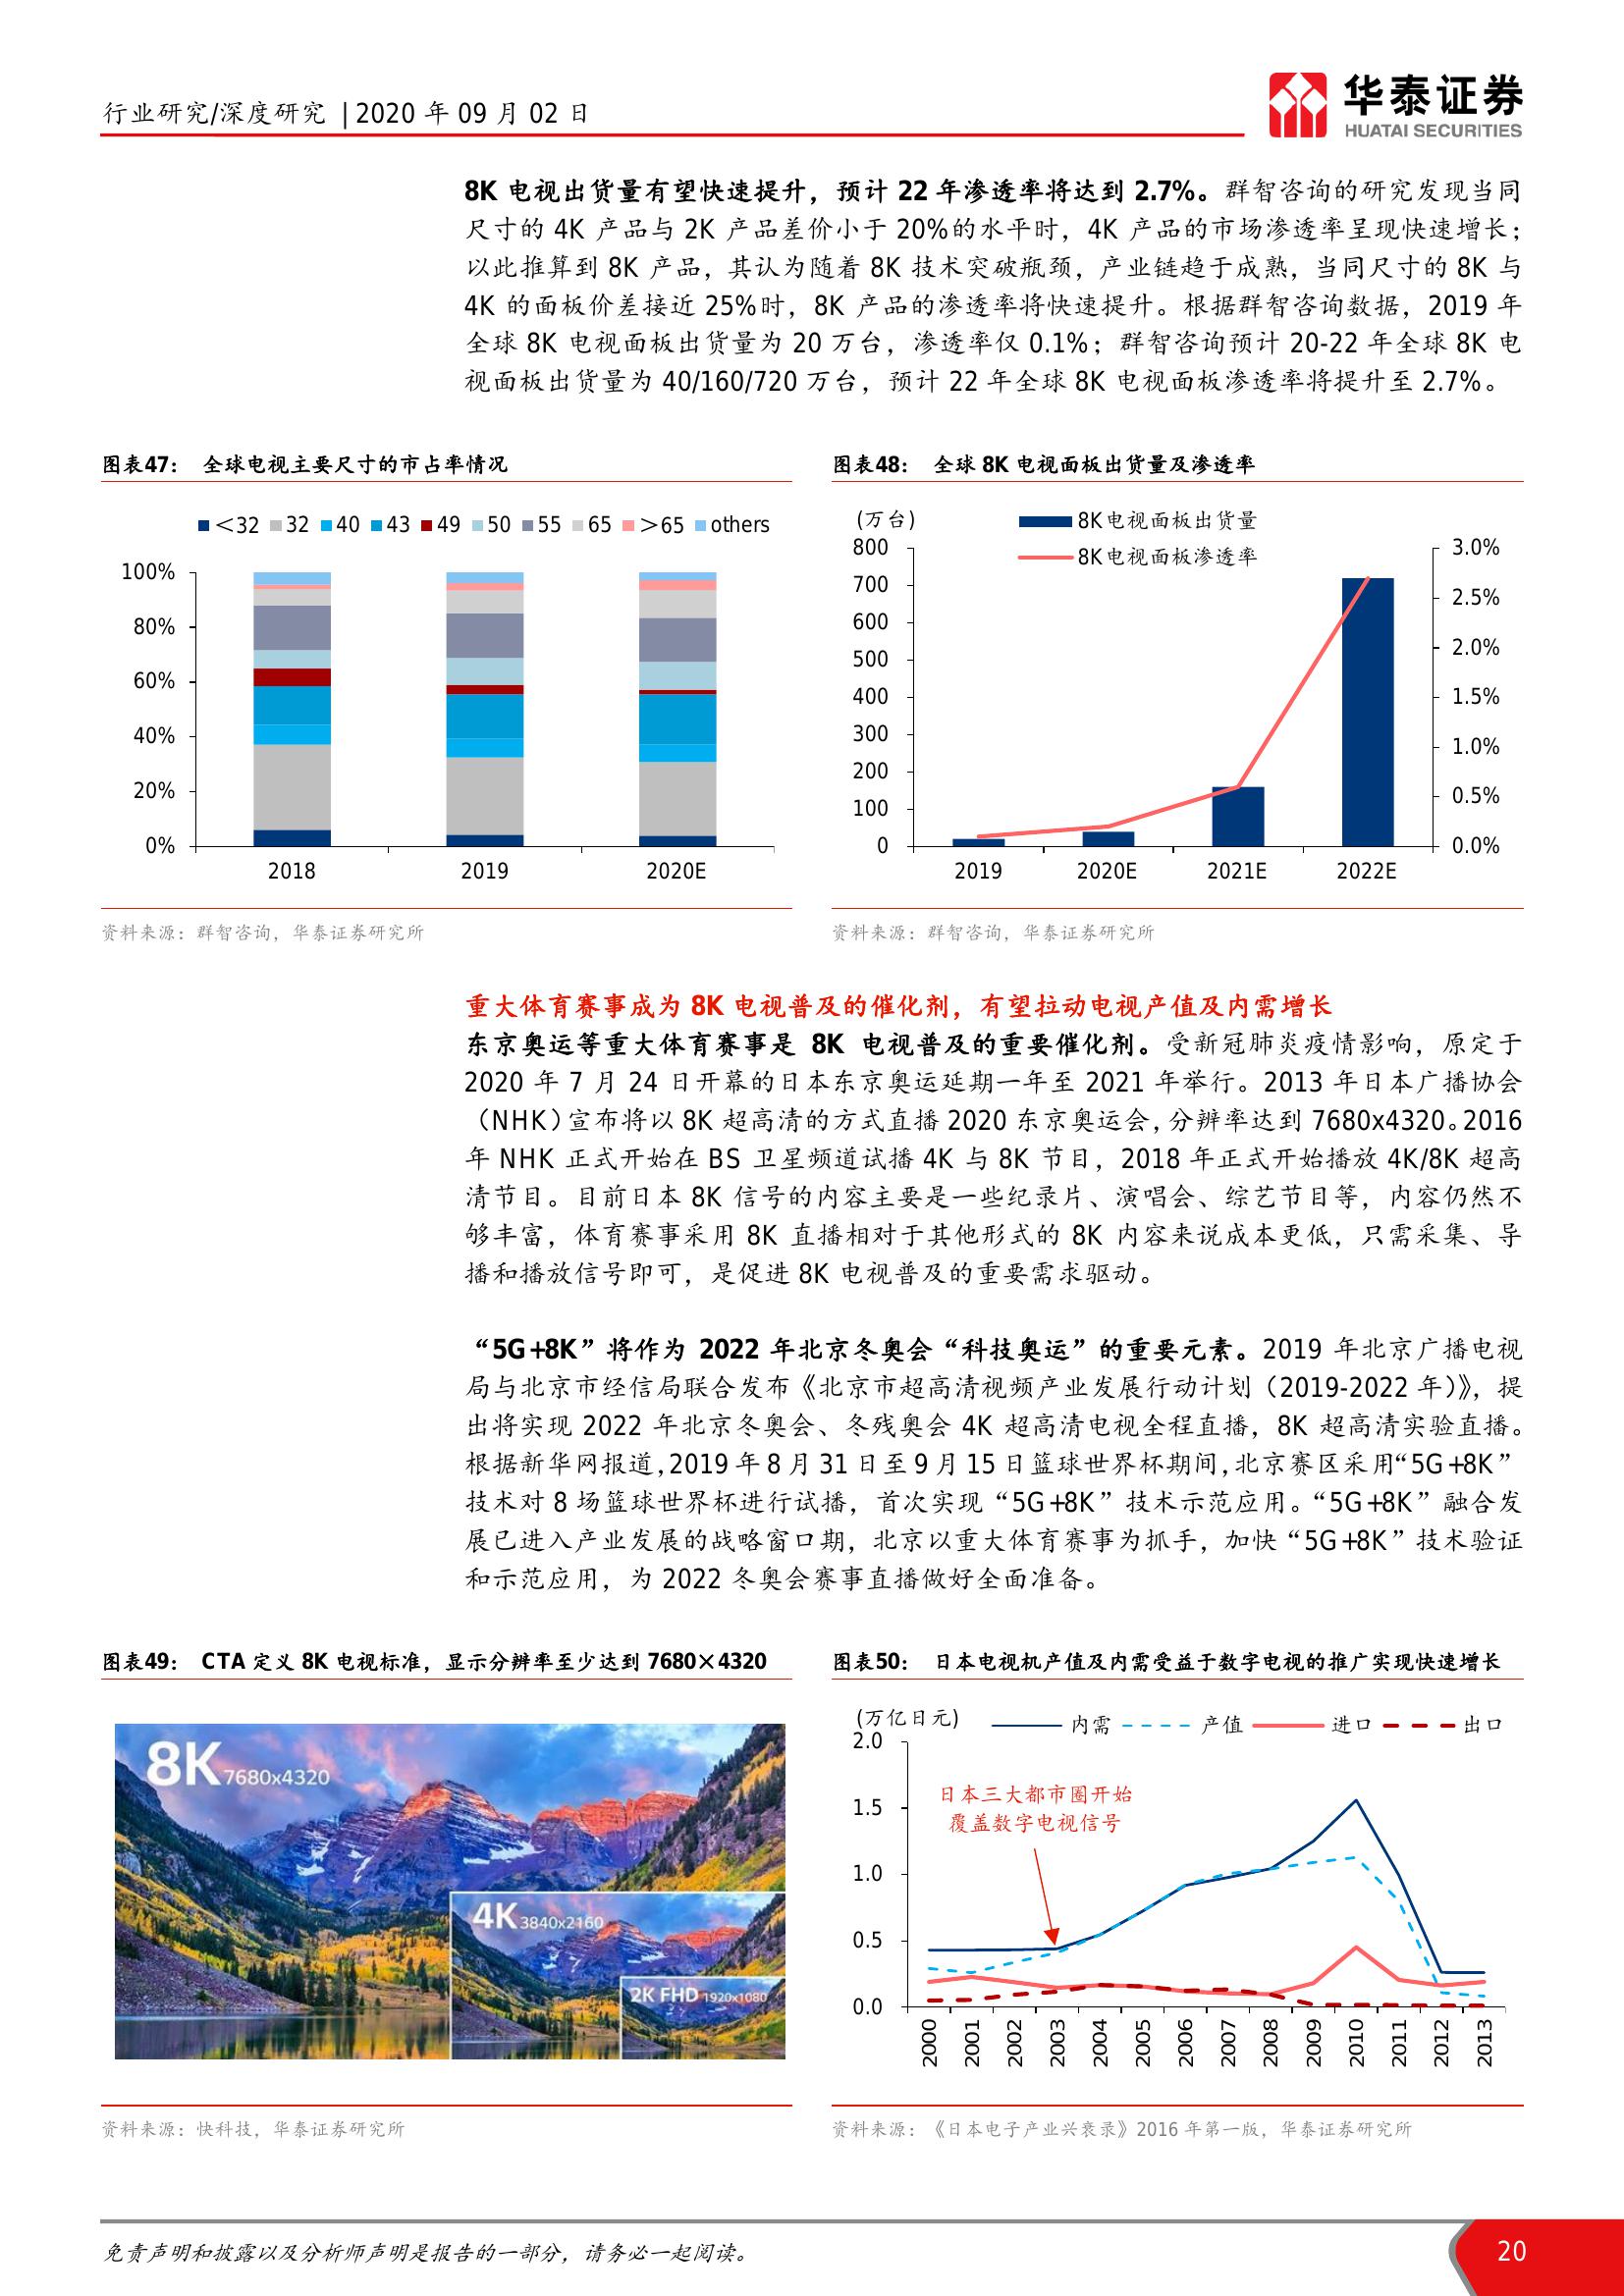 行业研究/深度研究 | 2020 年 09 月 02 日
华泰证券
HUATAI SECURITIES
8K 电视出货量有望快速提升，预计 22 年渗透率将达到 2.7%。群智咨询的研究发现当同
尺寸的 4K 产品与 2K 产品差价小于 20%的水平时，4K 产品的市场渗透率呈现快速增长；
以此推算到 8K 产品，其认为随着 8K 技术突破瓶颈，产业链趋于成熟，当同尺寸的 8K 与
4K 的面板价差接近 25%时，8K 产品的渗透率将快速提升。根据群智咨询数据，2019 年
全球 8K 电视面板出货量为 20 万台，渗透率仅 0.1%；群智咨询预计 20-22 年全球 8K 电
视面板出货量为 40/160/720 万台，预计 22 年全球 8K 电视面板渗透率将提升至 2.7%。
图表47： 全球电视主要尺寸的市占率情况
＜32 32 40 43 49 50 55 65 ＞65 others
100%
80%
60%
40%
20%
0%
2018 2019 2020E
资料来源：群智咨询，华泰证券研究所
图表48： 全球 8K 电视面板出货量及渗透率
(万台)
8K电视面板出货量
8K电视面板渗透率
800
700
600
500
400
300
200
100
0
3.0%
2.5%
2.0%
1.5%
1.0%
0.5%
0.0%
2019 2020E 2021E 2022E
资料来源：群智咨询，华泰证券研究所
重大体育赛事成为 8K 电视普及的催化剂，有望拉动电视产值及内需增长
东京奥运等重大体育赛事是 8K 电视普及的重要催化剂。受新冠肺炎疫情影响，原定于
2020 年 7 月 24 日开幕的日本东京奥运延期一年至 2021 年举行。2013 年日本广播协会
（NHK）宣布将以 8K 超高清的方式直播 2020 东京奥运会，分辨率达到 7680x4320。2016
年 NHK 正式开始在 BS 卫星频道试播 4K 与 8K 节目，2018 年正式开始播放 4K/8K 超高
清节目。目前日本 8K 信号的内容主要是一些纪录片、演唱会、综艺节目等，内容仍然不
够丰富，体育赛事采用 8K 直播相对于其他形式的 8K 内容来说成本更低，只需采集、导
播和播放信号即可，是促进 8K 电视普及的重要需求驱动。
“5G+8K”将作为 2022 年北京冬奥会“科技奥运”的重要元素。2019 年北京广播电视
局与北京市经信局联合发布《北京市超高清视频产业发展行动计划（2019-2022 年）》，提
出将实现 2022 年北京冬奥会、冬残奥会 4K 超高清电视全程直播，8K 超高清实验直播。
根据新华网报道，2019 年 8 月 31 日至 9 月 15 日篮球世界杯期间，北京赛区采用“5G+8K”
技术对 8 场篮球世界杯进行试播，首次实现“5G+8K”技术示范应用。“5G+8K”融合发
展已进入产业发展的战略窗口期，北京以重大体育赛事为抓手，加快“5G+8K”技术验证
和示范应用，为 2022 冬奥会赛事直播做好全面准备。
图表49： CTA 定义 8K 电视标准，显示分辨率至少达到 7680×4320
8K 7680x4320
4K 3840x2160
2K FHD 1920x1080
资料来源：快科技，华泰证券研究所
图表50： 日本电视机产值及内需受益于数字电视的推广实现快速增长
(万亿日元)
内需 产值 进口 出口
2.0
1.5
1.0
0.5
0.0
日本三大都市圈开始
覆盖数字电视信号
2000 2001 2002 2003 2004 2005 2006 2007 2008 2009 2010 2011 2012 2013
资料来源：《日本电子产业兴衰录》2016 年第一版，华泰证券研究所
免责声明和披露以及分析师声明是报告的一部分，请务必一起阅读。
20